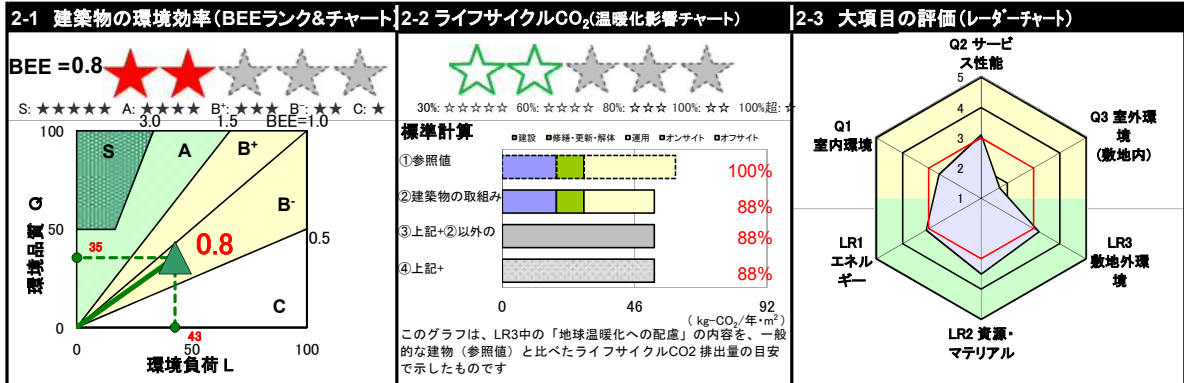 2-1 建築物の環境効率(BEEランク&チャート)
BEE =0.8
S: ★★★★★ A: ★★★★ B⁺: ★★★ B⁻: ★★ C: ★
3.0 1.5 BEE=1.0
100
S
A
B⁺
B⁻
0.5
C
環境品質 Q
50
35
0.8
0
43
0 50 100
環境負荷 L
2-2 ライフサイクルCO₂(温暖化影響チャート)
30%: ☆☆☆☆☆ 60%: ☆☆☆☆ 80%: ☆☆☆ 100%: ☆☆ 100%超: ☆
標準計算
■建設 ■修繕・更新・解体 □運用 ■オンサイト ■オフサイト
①参照値 100%
②建築物の取組み 88%
③上記+②以外の 88%
④上記+ 88%
0 46 92
( kg-CO₂/年・m²)
このグラフは、LR3中の「地球温暖化への配慮」の内容を、一般
的な建物(参照値)と比べたライフサイクルCO2 排出量の目安
で示したものです
2-3 大項目の評価(レーダーチャート)
Q2 サービ
ス性能
5
4
3
2
1
Q3 室外環
境
(敷地内)
Q1
室内環境
LR1
エネル
ギー
LR3
敷地外環
境
LR2 資源・
マテリアル